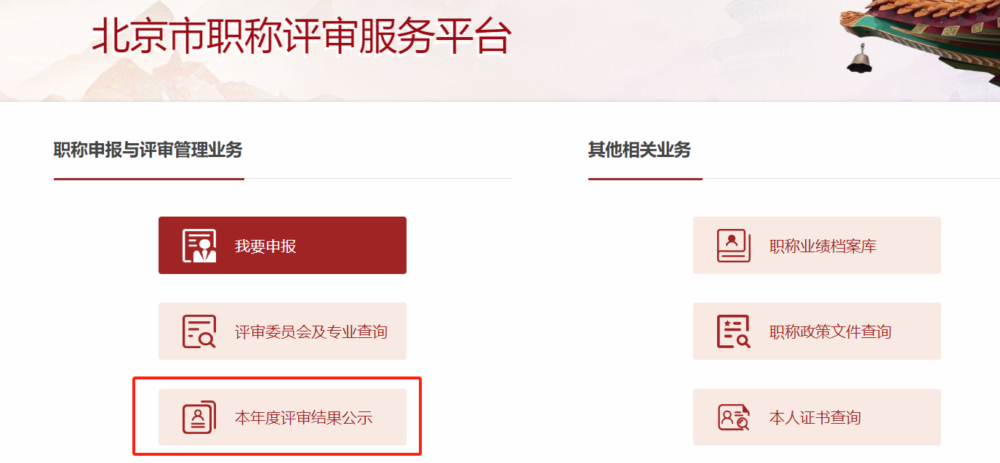 北京市职称评审服务平台
职称申报与评审管理业务
我要申报
评审委员会及专业查询
本年度评审结果公示
其他相关业务
职称业绩档案库
职称政策文件查询
本人证书查询